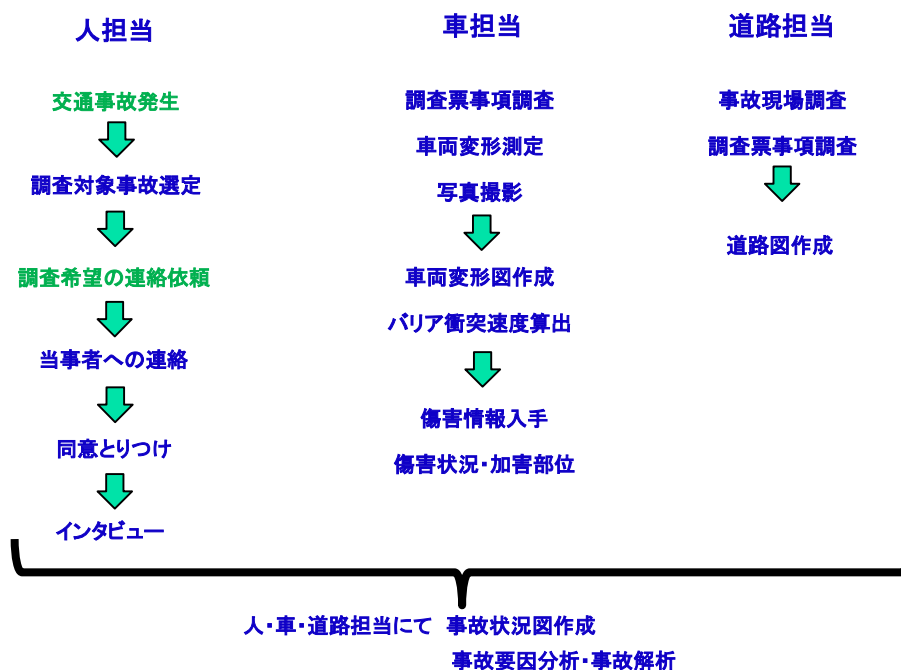 人担当
交通事故発生
調査対象事故選定
調査希望の連絡依頼
当事者への連絡
同意とりつけ
インタビュー
車担当
調査票事項調査
車両変形測定
写真撮影
車両変形図作成
バリア衝突速度算出
傷害情報入手
傷害状況・加害部位
道路担当
事故現場調査
調査票事項調査
道路図作成
人・車・道路担当にて 事故状況図作成
事故要因分析・事故解析